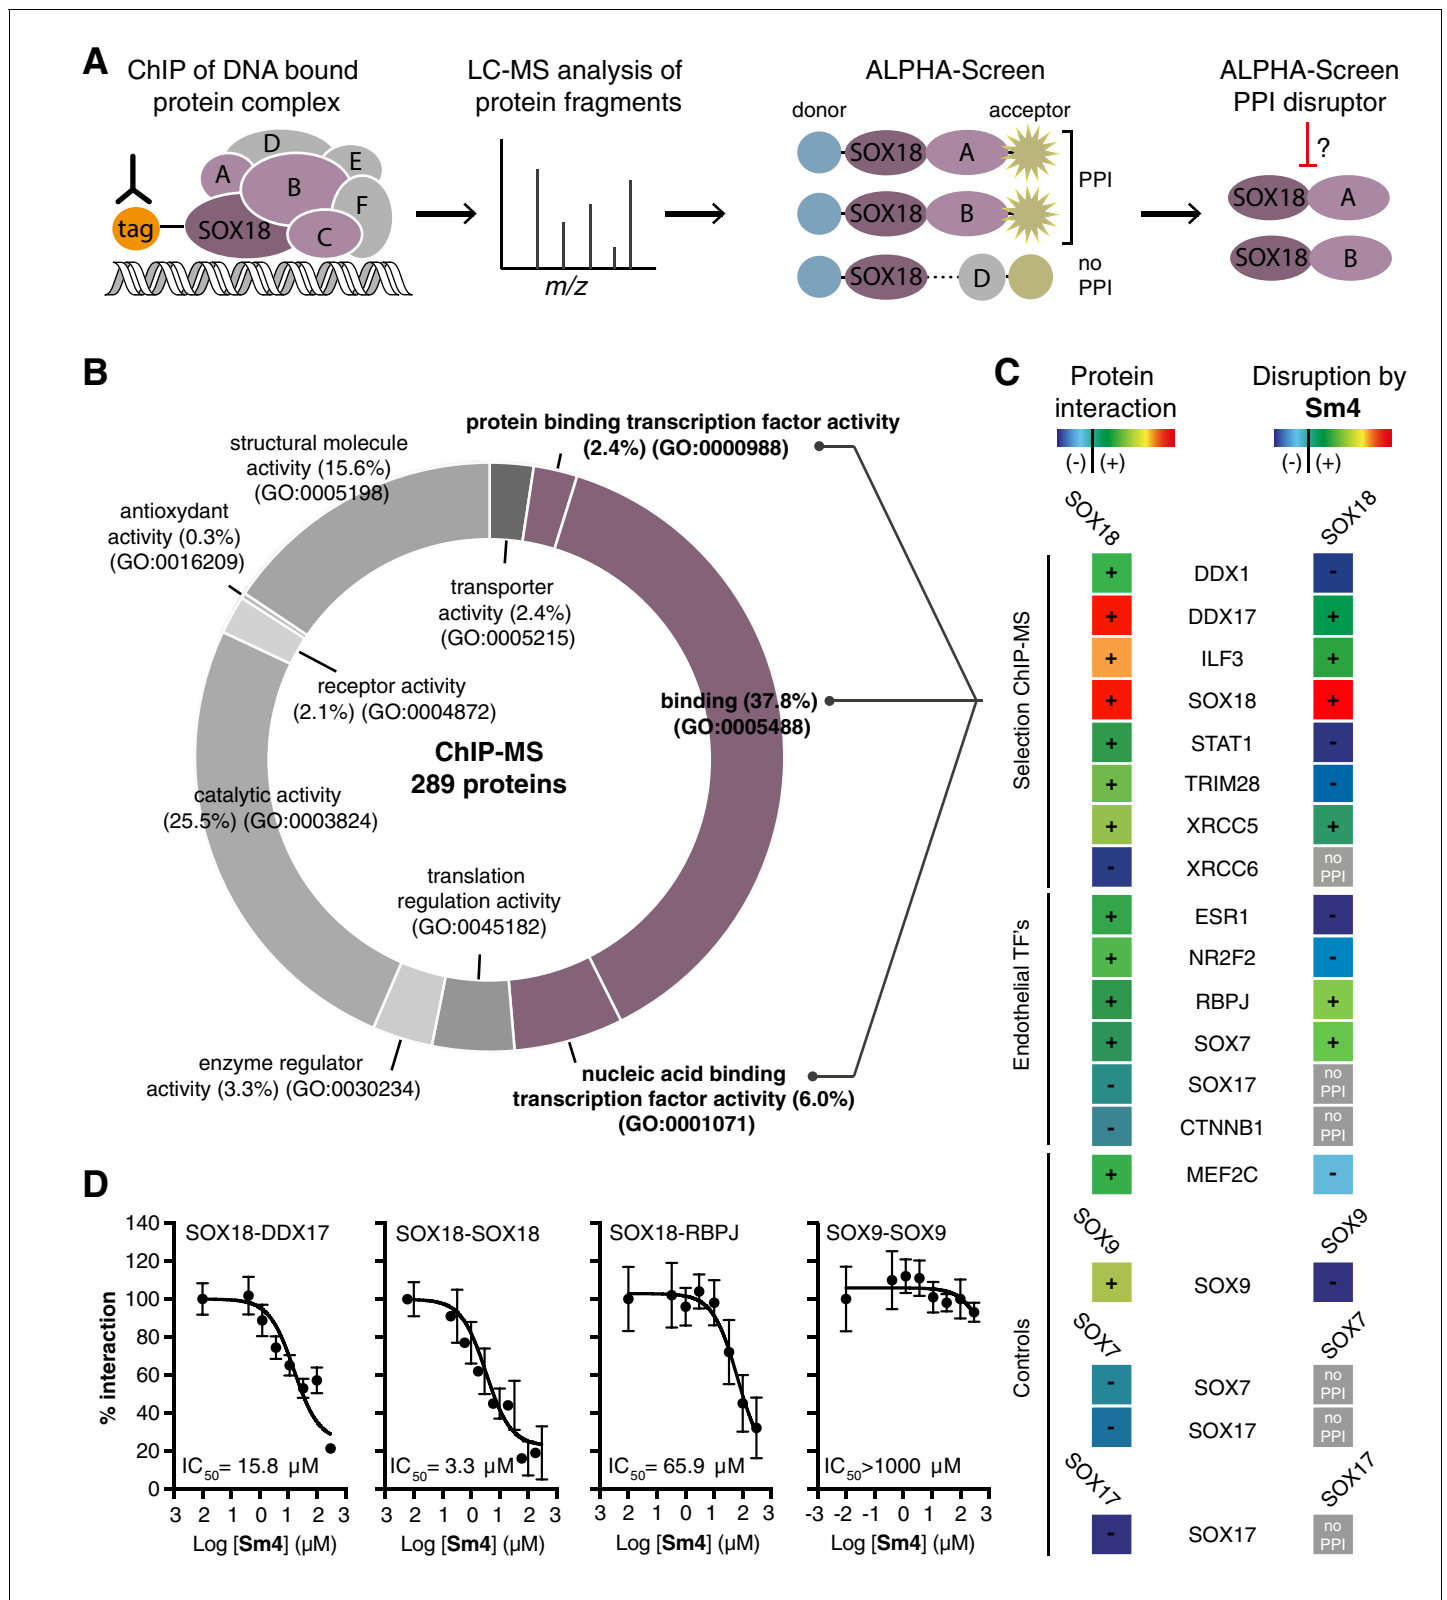 A
ChIP of DNA bound
protein complex
LC-MS analysis of
protein fragments
ALPHA-Screen
ALPHA-Screen
PPI disruptor
donor
acceptor
D
E
A
B
F
tag
SOX18
C
m/z
SOX18 A
SOX18 B
SOX18 D
PPI
no
PPI
?
SOX18 A
SOX18 B
B
protein binding transcription factor activity
(2.4%) (GO:0000988)
structural molecule
activity (15.6%)
(GO:0005198)
antioxydant
activity (0.3%)
(GO:0016209)
transporter
activity (2.4%)
(GO:0005215)
receptor activity
(2.1%) (GO:0004872)
binding (37.8%)
(GO:0005488)
ChIP-MS
289 proteins
catalytic activity
(25.5%) (GO:0003824)
translation
regulation activity
(GO:0045182)
enzyme regulator
activity (3.3%) (GO:0030234)
nucleic acid binding
transcription factor activity (6.0%)
(GO:0001071)
C
Protein
interaction
Disruption by
Sm4
(-) (+)
(-) (+)
SOX18
SOX18
Selection ChIP-MS
+ DDX1 -
+ DDX17 +
+ ILF3 +
+ SOX18 +
+ STAT1 -
+ TRIM28 -
+ XRCC5 +
- XRCC6 no PPI
Endothelial TF's
+ ESR1 -
+ NR2F2 -
+ RBPJ +
+ SOX7 +
- SOX17 no PPI
- CTNNB1 no PPI
Controls
+ MEF2C -
SOX9
SOX9
+ SOX9 -
SOX7
SOX7
- SOX7 no PPI
- SOX17 no PPI
SOX17
SOX17
- SOX17 no PPI
D
% interaction
140
120
100
80
60
40
20
0
SOX18-DDX17
IC50= 15.8 µM
3 2 1 0 1 2 3
Log [Sm4] (µM)
SOX18-SOX18
IC50= 3.3 µM
3 2 1 0 1 2 3
Log [Sm4] (µM)
SOX18-RBPJ
IC50= 65.9 µM
3 2 1 0 1 2 3
Log [Sm4] (µM)
SOX9-SOX9
IC50>1000 µM
-3 -2 -1 0 1 2 3
Log [Sm4] (µM)